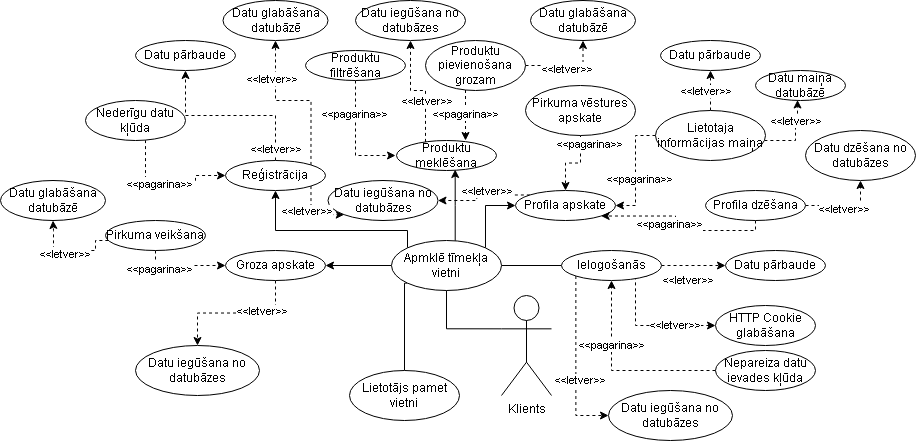 Datu glabāšana
datubāzē
Datu iegūšana no
datubāzes
Datu glabāšana
datubāzē
Datu pārbaude
Produktu
filtrēšana
Produktu
pievienošana
grozam
Datu pārbaude
<<letver>>
<<letver>>
<<letver>>
<<letver>>
<<letver>>
Datu maiņa
datubāzē
Pirkuma vēstures
apskate
<<letver>>
Nederīgu datu
kļūda
<<pagarina>>
<<pagarina>>
Lietotaja
informācijas maiņa
<<letver>>
Produktu
meklēšana
<<pagarina>>
Datu dzēšana no
datubāzes
Reģistrācija
<<pagarina>>
<<pagarina>>
Datu glabāšana
datubāzē
Datu iegūšana no
datubāzes
<<letver>>
<<letver>>
Profila apskate
Profila dzēšana
<<letver>>
<<pagarina>>
Pirkuma veikšana
<<letver>>
<<pagarina>>
Groza apskate
Apmklē tīmekļa
vietni
Ielogošanās
Datu pārbaude
<<letver>>
<<letver>>
HTTP Cookie
glabāšana
<<letver>>
<<pagarina>>
Datu iegūšana no
datubāzes
Nepareiza datu
ievades kļūda
<<letver>>
Lietotājs pamet
vietni
Klients
Datu iegūšana no
datubāzes